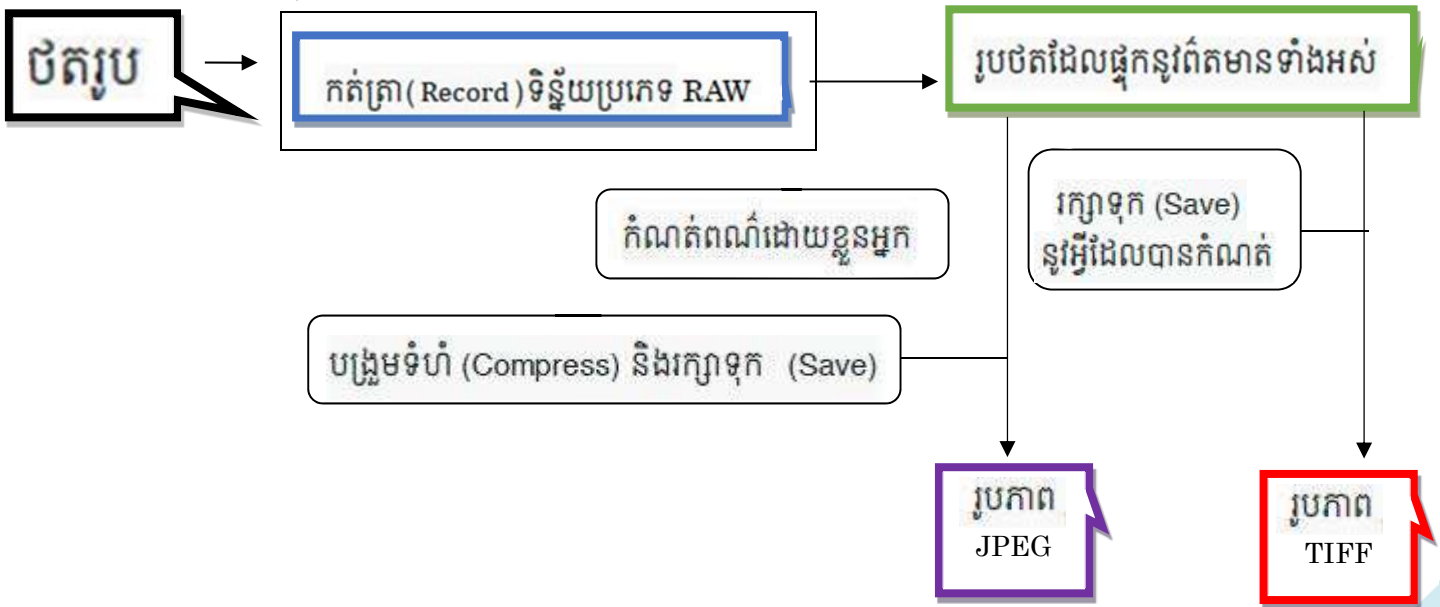 ថតរូប
កត់ត្រា(Record)ទិន្ន័យប្រភេទ RAW
រូបថតដែលផ្ទុកនូវព៌តមានទាំងអស់
កំណត់ពណ៌ដោយខ្លួនអ្នក
រក្សាទុក (Save)
នូវអ្វីដែលបានកំណត់
បង្រួមទំហំ (Compress) និងរក្សាទុក (Save)
រូបភាព
JPEG
រូបភាព
TIFF